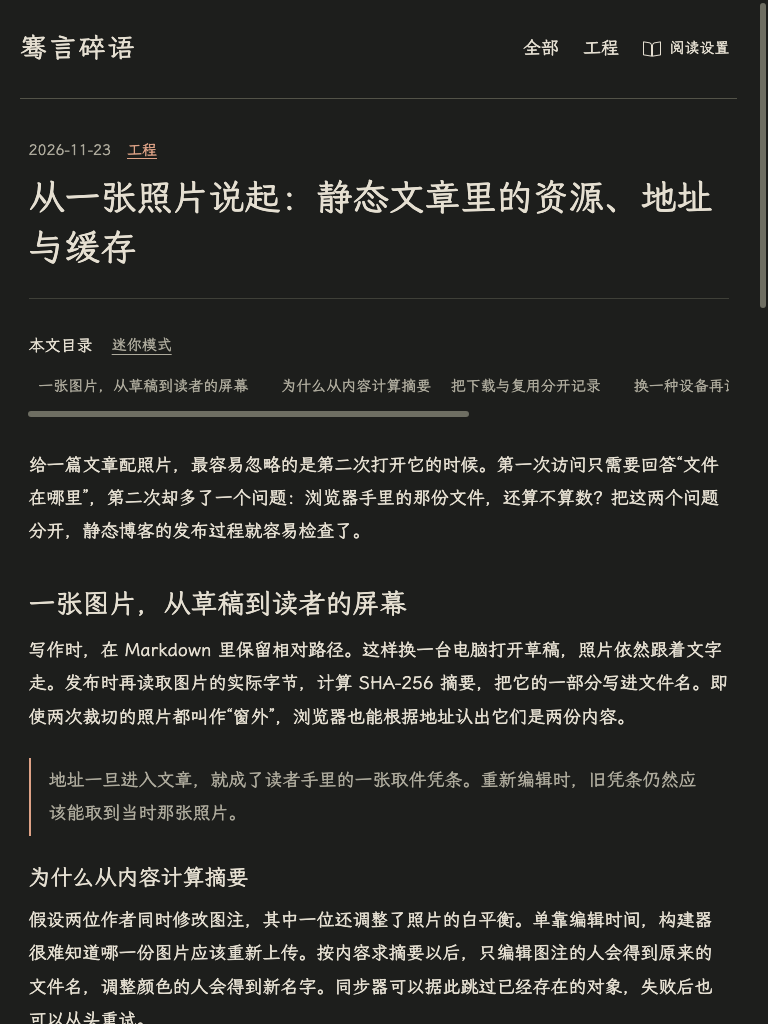 骞言碎语
全部 工程 阅读设置
2026-11-23 工程
从一张照片说起：静态文章里的资源、地址
与缓存
本文目录 迷你模式
一张图片，从草稿到读者的屏幕 为什么从内容计算摘要 把下载与复用分开记录 换一种设备再
给一篇文章配照片，最容易忽略的是第二次打开它的时候。第一次访问只需要回答“文件
在哪里”，第二次却多了一个问题：浏览器手里的那份文件，还算不算数？把这两个问题
分开，静态博客的发布过程就容易检查了。
一张图片，从草稿到读者的屏幕
写作时，在 Markdown 里保留相对路径。这样换一台电脑打开草稿，照片依然跟着文字
走。发布时再读取图片的实际字节，计算 SHA-256 摘要，把它的一部分写进文件名。即
使两次裁切的照片都叫作“窗外”，浏览器也能根据地址认出它们是两份内容。
地址一旦进入文章，就成了读者手里的一张取件凭条。重新编辑时，旧凭条仍然应
该能取到当时那张照片。
为什么从内容计算摘要
假设两位作者同时修改图注，其中一位还调整了照片的白平衡。单靠编辑时间，构建器
很难知道哪一份图片应该重新上传。按内容求摘要以后，只编辑图注的人会得到原来的
文件名，调整颜色的人会得到新名字。同步器可以据此跳过已经存在的对象，失败后也
可以从头重试。